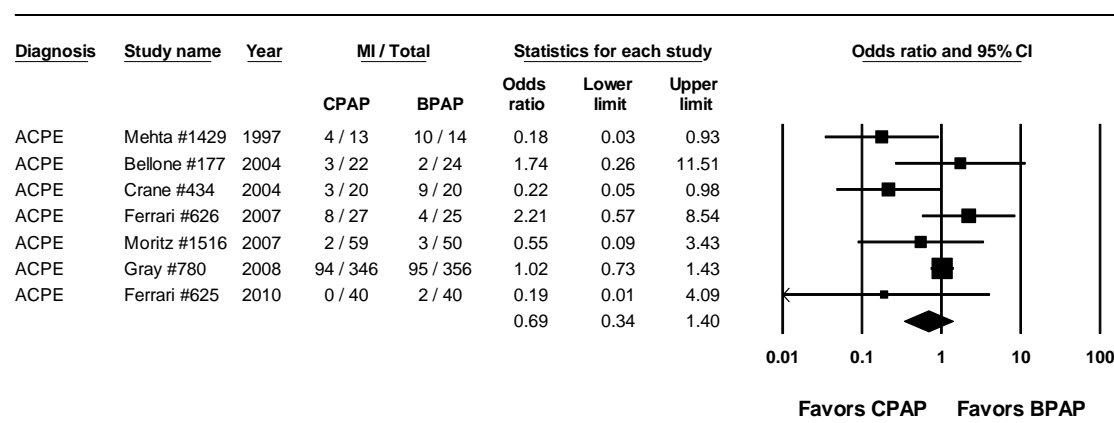 Diagnosis Study name Year MI / Total Statistics for each study Odds ratio and 95% CI
Odds Lower Upper
CPAP BPAP ratio limit limit
ACPE Mehta #1429 1997 4 / 13 10 / 14 0.18 0.03 0.93
ACPE Bellone #177 2004 3 / 22 2 / 24 1.74 0.26 11.51
ACPE Crane #434 2004 3 / 20 9 / 20 0.22 0.05 0.98
ACPE Ferrari #626 2007 8 / 27 4 / 25 2.21 0.57 8.54
ACPE Moritz #1516 2007 2 / 59 3 / 50 0.55 0.09 3.43
ACPE Gray #780 2008 94 / 346 95 / 356 1.02 0.73 1.43
ACPE Ferrari #625 2010 0 / 40 2 / 40 0.19 0.01 4.09
0.69 0.34 1.40
0.01 0.1 1 10 100
Favors CPAP Favors BPAP